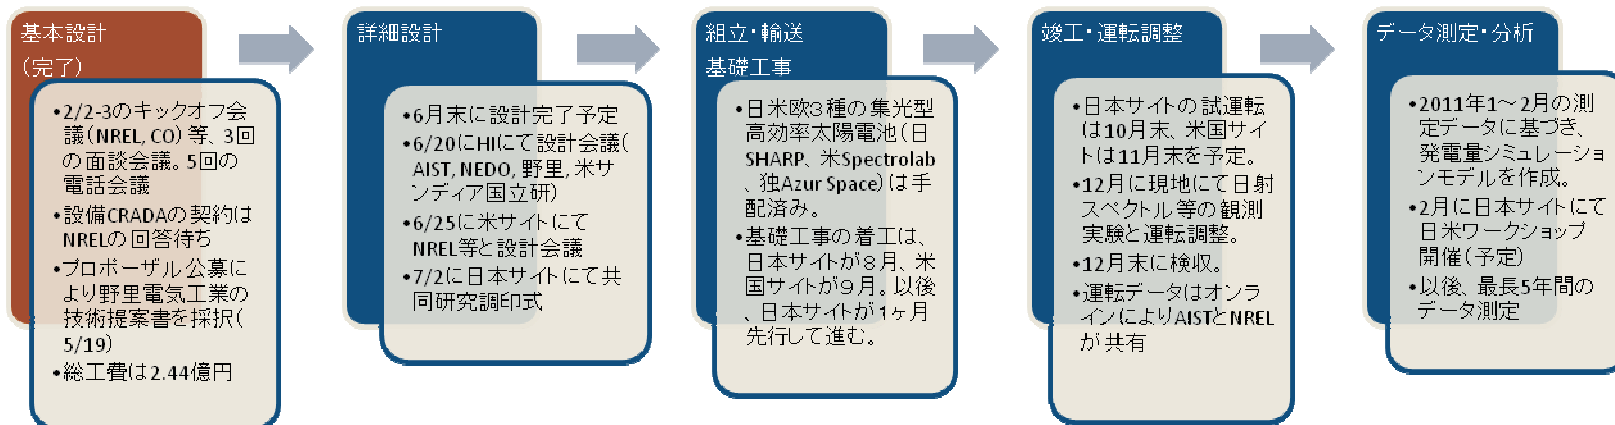 基本設計
(完了)
•2/2-3のキックオフ会
議(NREL, CO)等、3回
の面談会議。5回の
電話会議
•設備CRADAの契約は
NRELの回答待ち
•プロポーザル公募に
より野里電気工業の
技術提案書を採択(
5/19)
•総工費は2.44億円
詳細設計
•6月末に設計完了予定
•6/20にHIにて設計会議(
AIST, NEDO, 野里, 米サ
ンディア国立研)
•6/25に米サイトにて
NREL等と設計会議
•7/2に日本サイトにて共
同研究調印式
組立・輸送
基礎工事
•日米欧3種の集光型
高効率太陽電池(日
SHARP、米Spectrolab
、独Azur Space)は手
配済み。
•基礎工事の着工は、
日本サイトが8月、米
国サイトが9月。以後
、日本サイトが1ヶ月
先行して進む。
竣工・運転調整
•日本サイトの試運転
は10月末、米国サイ
トは11月末を予定。
•12月に現地にて日射
スペクトル等の観測
実験と運転調整。
•12月末に検収。
•運転データはオンラ
インによりAISTとNREL
が共有
データ測定・分析
•2011年1～2月の測
定データに基づき、
発電量シミュレーショ
ンモデルを作成。
•2月に日本サイトにて
日米ワークショップ
開催(予定)
•以後、最長5年間の
データ測定